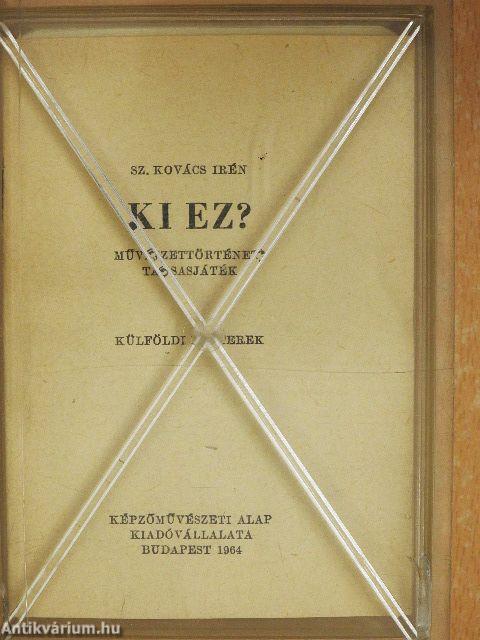 SZ. KOVÁCS IRÉN
KI EZ?
MŰVÉSZETTÖRTÉNETI
TÁRSASJÁTÉK
KÜLFÖLDI
KÉPZŐMŰVÉSZETI ALAP
KIADÓVÁLLALATA
BUDAPEST 1964
Antikvárium.hu